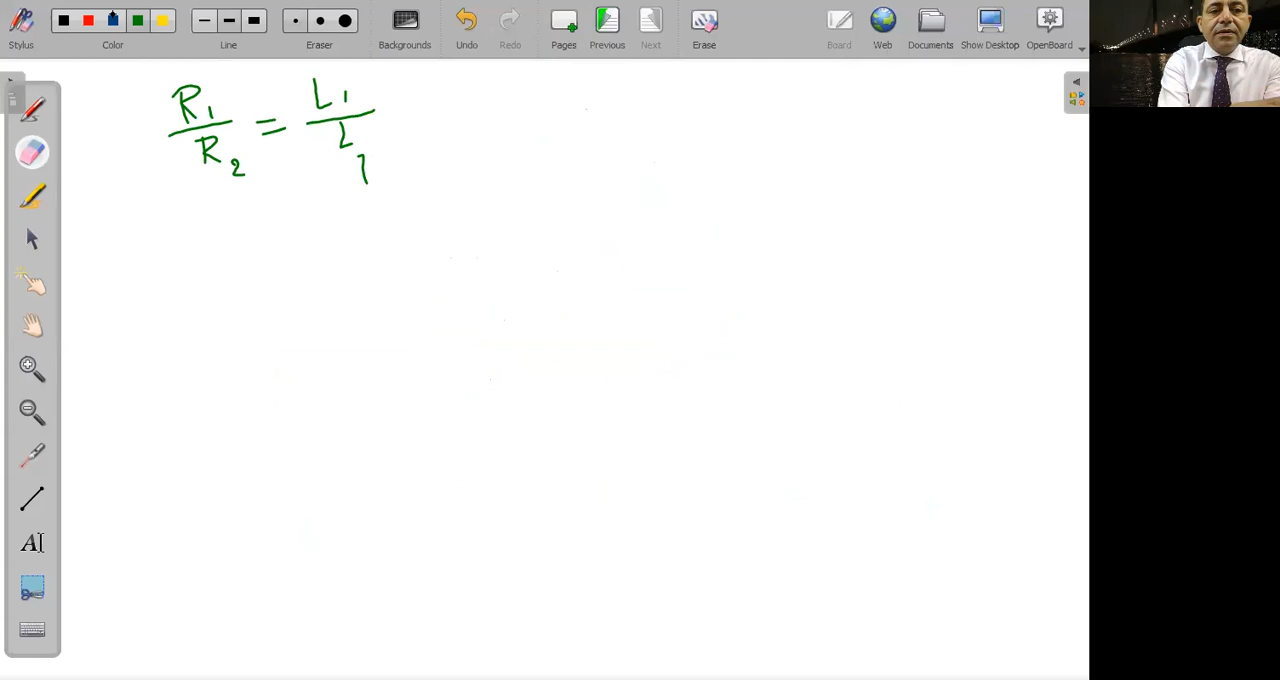 Stylus
Color
Line
Eraser
Backgrounds
Undo
Redo
Pages
Previous
Next
Erase
Board
Web
Documents
Show Desktop
OpenBoard
R1/R2 = L1/L
A